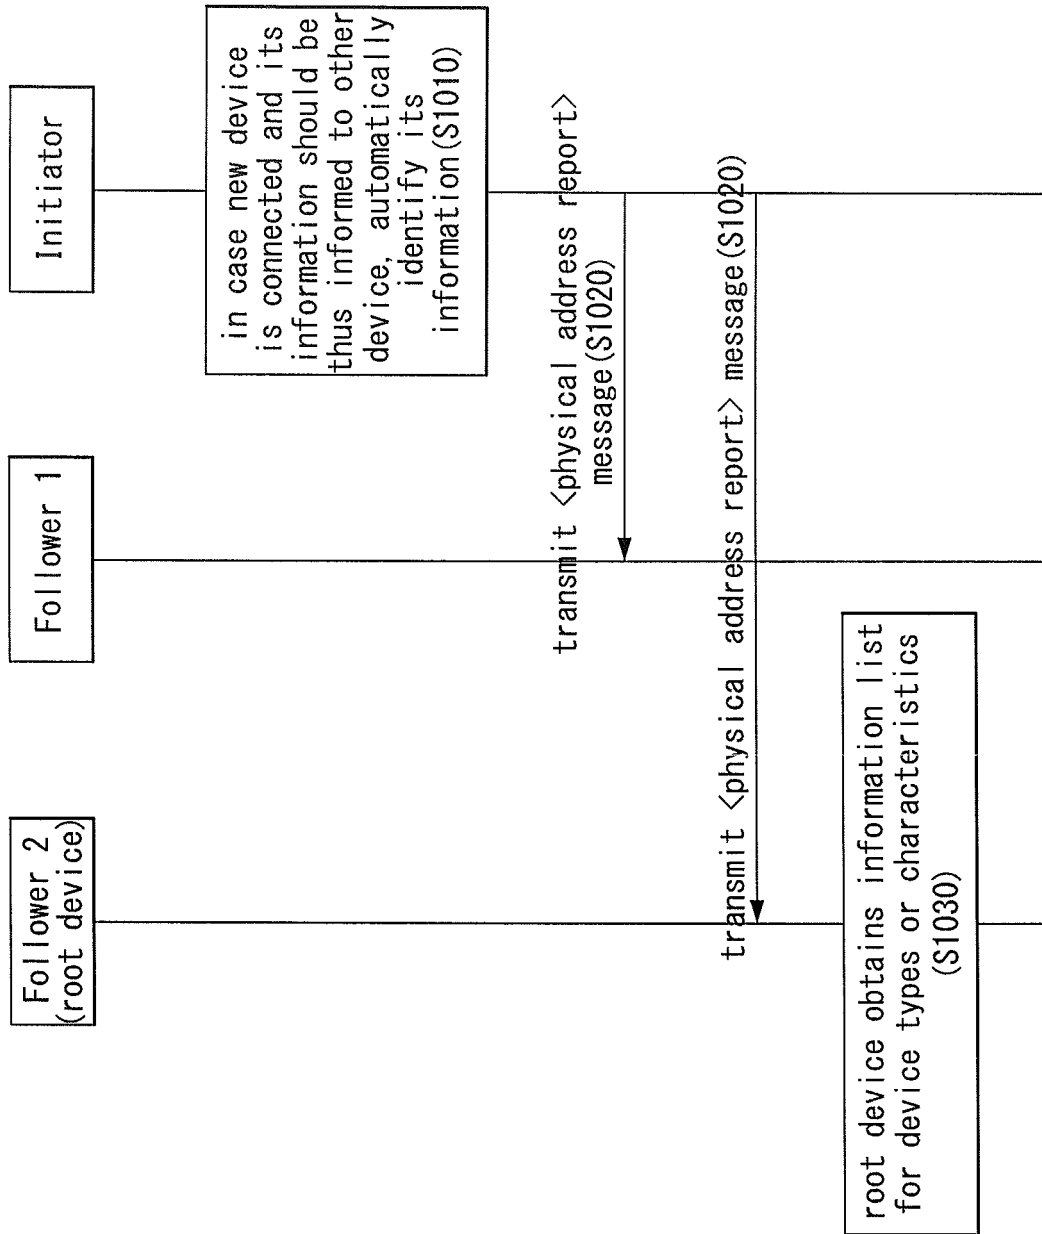 Follower 2
(root device)
Follower 1
Initiator
in case new device
is connected and its
information should be
thus informed to other
device, automatically
identify its
information(S1010)
transmit <physical address report>
message(S1020)
transmit <physical address report> message(S1020)
root device obtains information list
for device types or characteristics
(S1030)